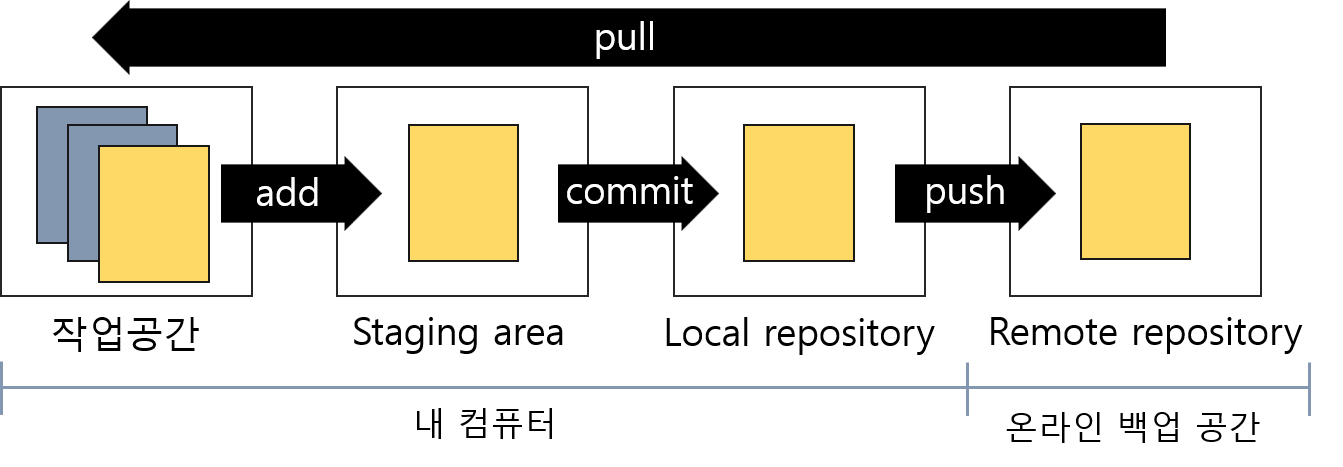 pull
add
commit
push
작업공간
Staging area
Local repository
Remote repository
내 컴퓨터
온라인 백업 공간